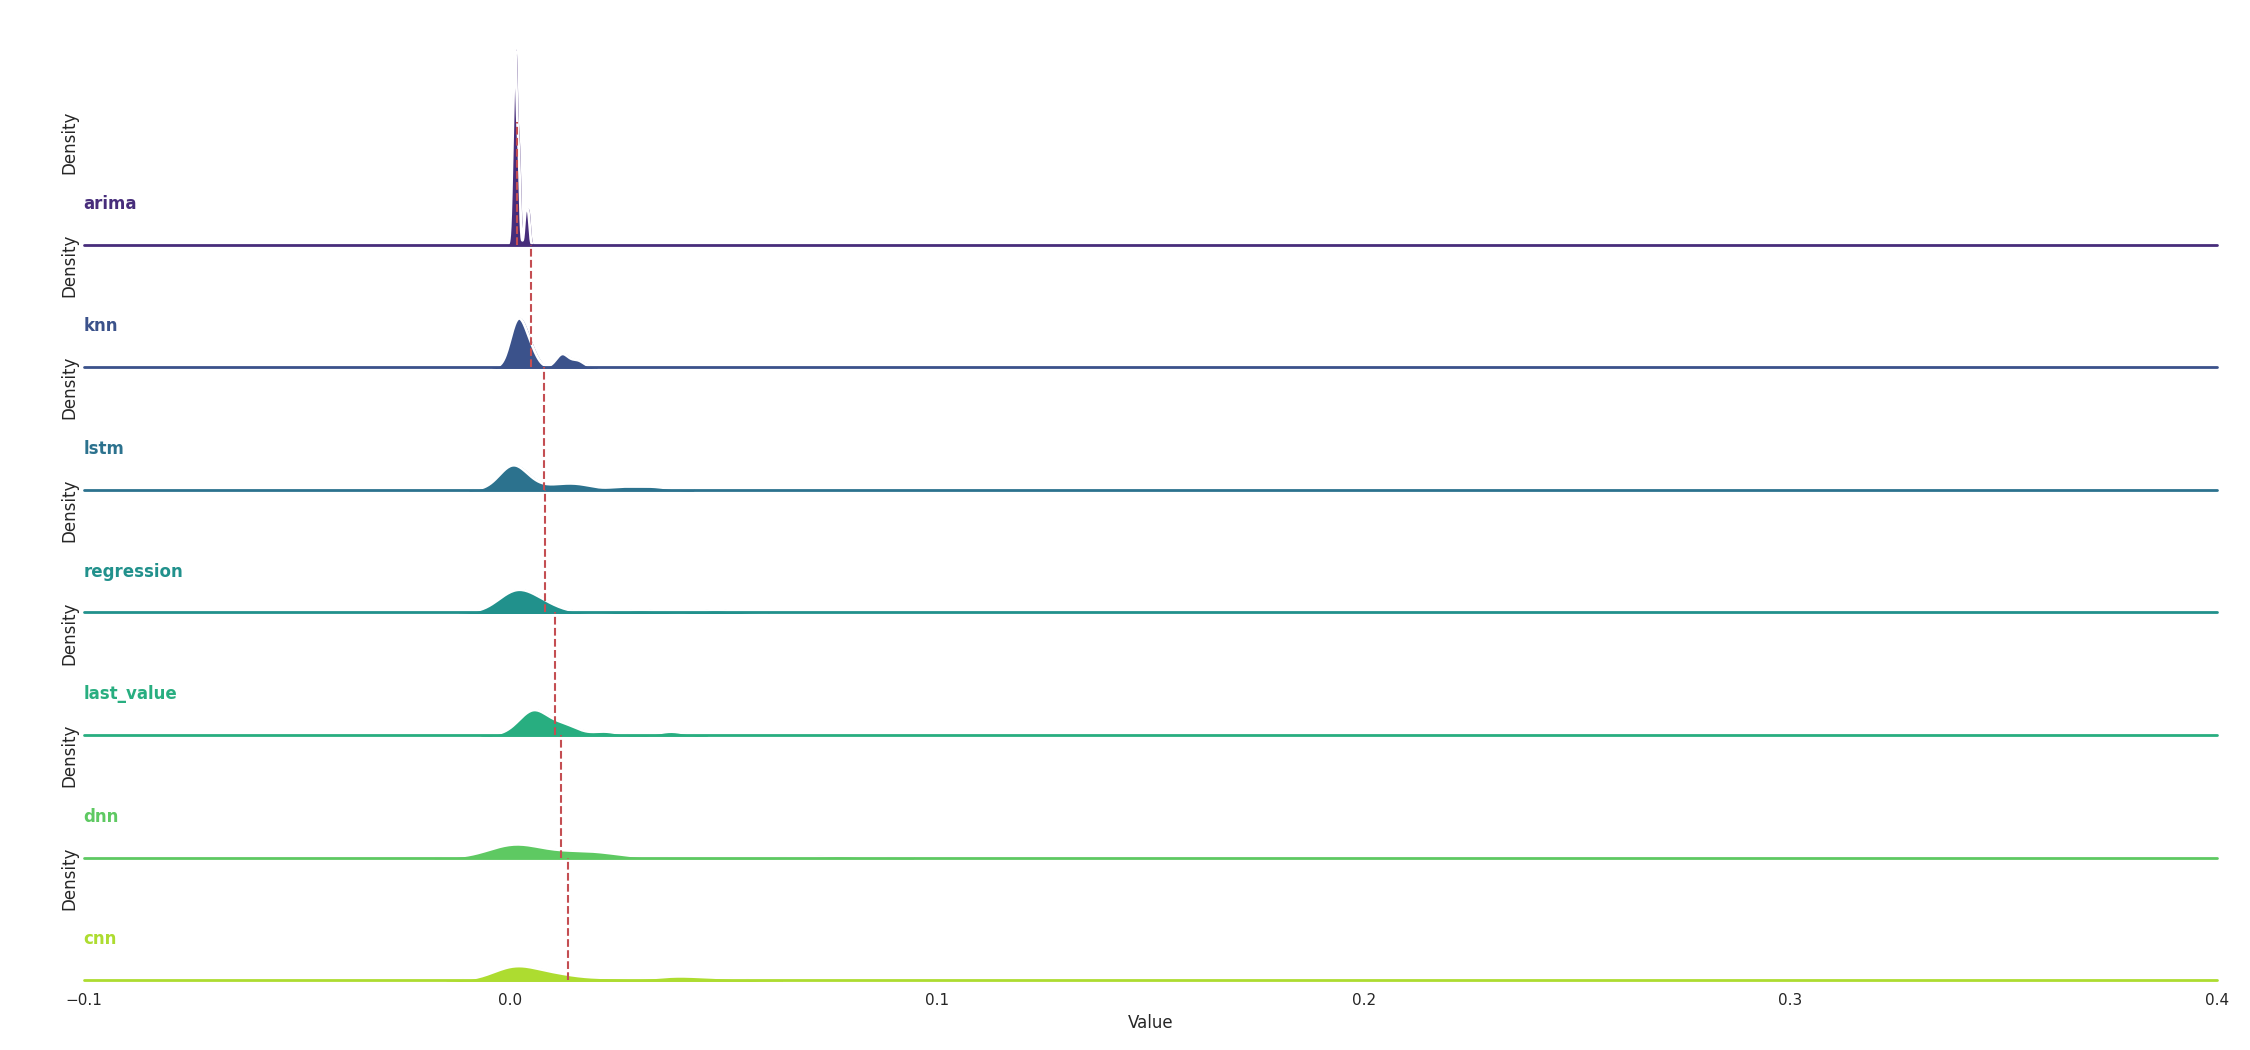 Density
arima
Density
knn
Density
lstm
Density
regression
Density
last_value
Density
dnn
Density
cnn
−0.1 0.0 0.1 0.2 0.3 0.4
Value